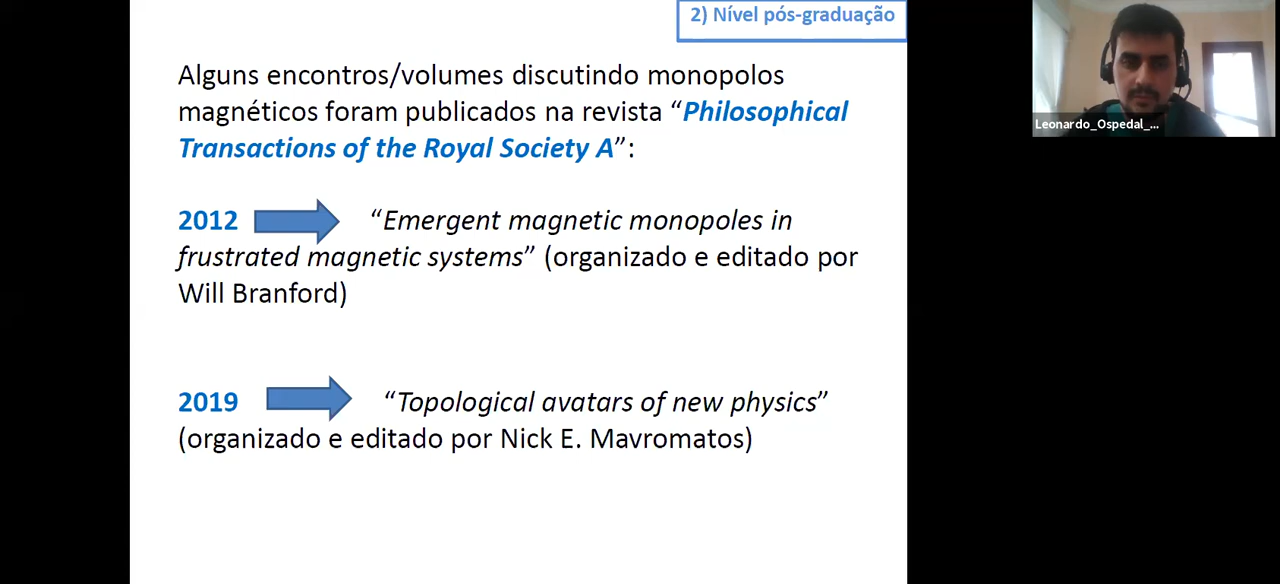 2) Nível pós-graduação
Alguns encontros/volumes discutindo monopolos
magnéticos foram publicados na revista “Philosophical
Transactions of the Royal Society A”:
2012 “Emergent magnetic monopoles in
frustrated magnetic systems” (organizado e editado por
Will Branford)
2019 “Topological avatars of new physics”
(organizado e editado por Nick E. Mavromatos)
Leonardo_Ospedal_...